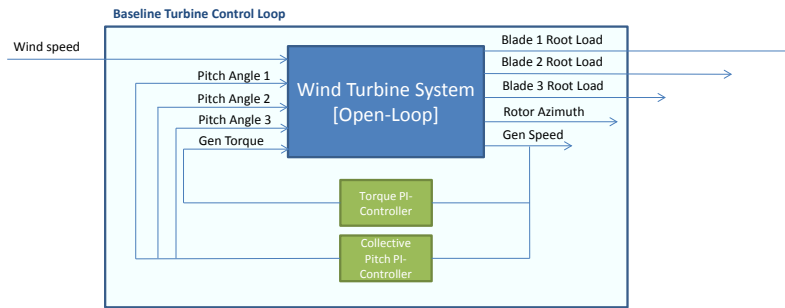 Baseline Turbine Control Loop
Wind speed
Pitch Angle 1
Pitch Angle 2
Pitch Angle 3
Gen Torque
Wind Turbine System
[Open-Loop]
Blade 1 Root Load
Blade 2 Root Load
Blade 3 Root Load
Rotor Azimuth
Gen Speed
Torque PI-
Controller
Collective
Pitch PI-
Controller